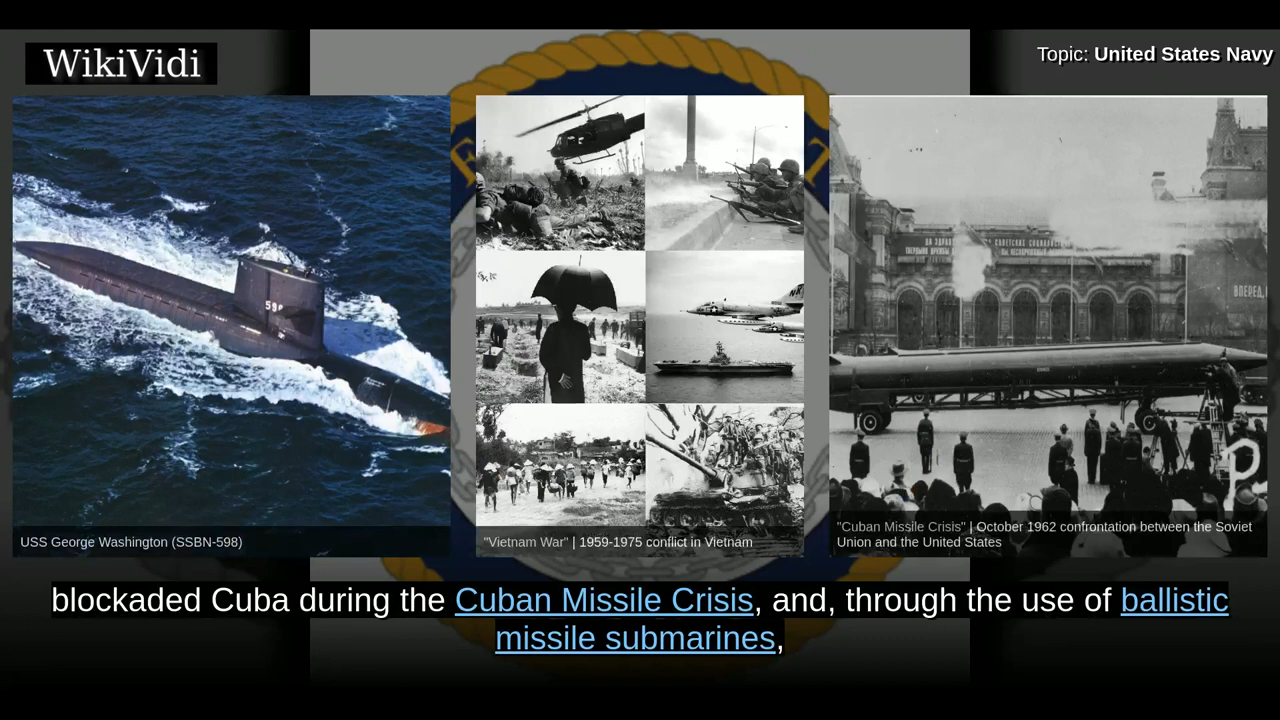 WikiVidi
Topic: United States Navy
598
USS George Washington (SSBN-598)
"Vietnam War" | 1959-1975 conflict in Vietnam
ВПЕРЕД,
"Cuban Missile Crisis" | October 1962 confrontation between the Soviet
Union and the United States
blockaded Cuba during the Cuban Missile Crisis, and, through the use of ballistic
missile submarines,